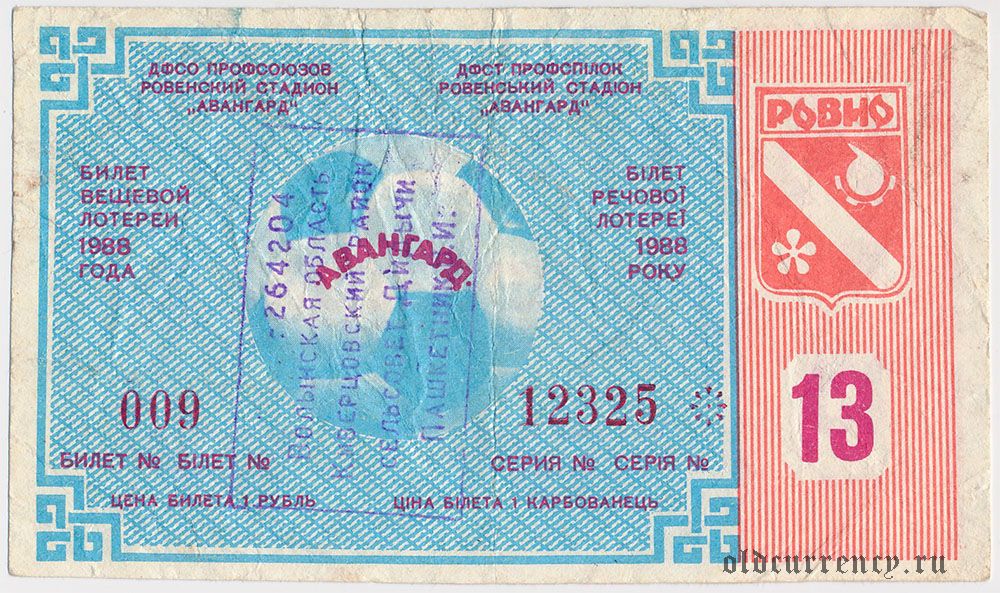 ДФСО ПРОФСОЮЗОВ
РОВЕНСКИЙ СТАДИОН
„АВАНГАРД"
ДФСТ ПРОФСПІЛОК
РОВЕНСЬКИЙ СТАДІОН
„АВАНГАРД"
БИЛЕТ
ВЕЩЕВОЙ
ЛОТЕРЕИ
1988
ГОДА
БІЛЕТ
РЕЧОВОЇ
ЛОТЕРЕЇ
1988
РОКУ
АВАНГАРД
264204
ВОЛЫНСКАЯ ОБЛАСТЬ
КИВЕРЦОВСКИЙ РАЙОН
СЕЛЬСОВЕТ
009
12325
БИЛЕТ № БІЛЕТ №
СЕРИЯ № СЕРІЯ №
ЦЕНА БИЛЕТА 1 РУБЛЬ
ЦІНА БІЛЕТА 1 КАРБОВАНЕЦЬ
РОВНО
13
oldcurrency.ru